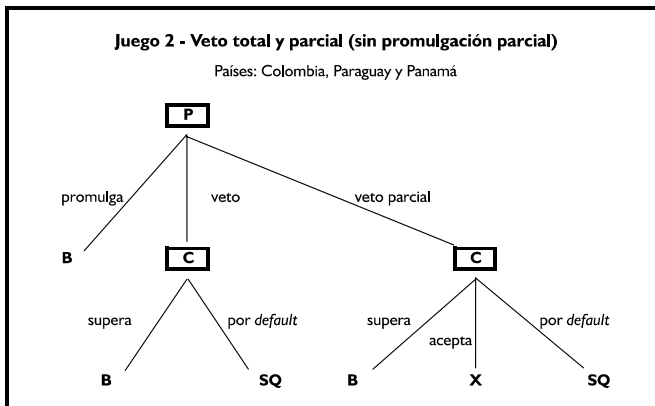 Juego 2 - Veto total y parcial (sin promulgación parcial)
Países: Colombia, Paraguay y Panamá
P
promulga
veto
veto parcial
B
C
C
supera
por default
supera
acepta
por default
B
SQ
B
X
SQ